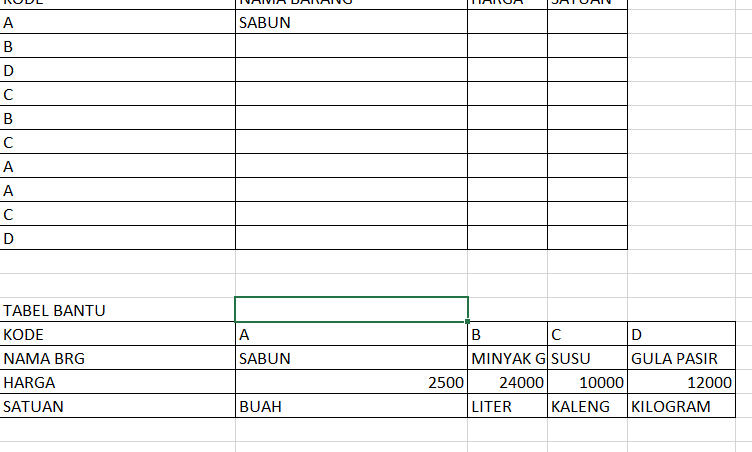 KODE NAMA BARANG HARGA SATUAN
A SABUN
B
D
C
B
C
A
A
C
D
TABEL BANTU
KODE A B C D
NAMA BRG SABUN MINYAK G SUSU GULA PASIR
HARGA 2500 24000 10000 12000
SATUAN BUAH LITER KALENG KILOGRAM